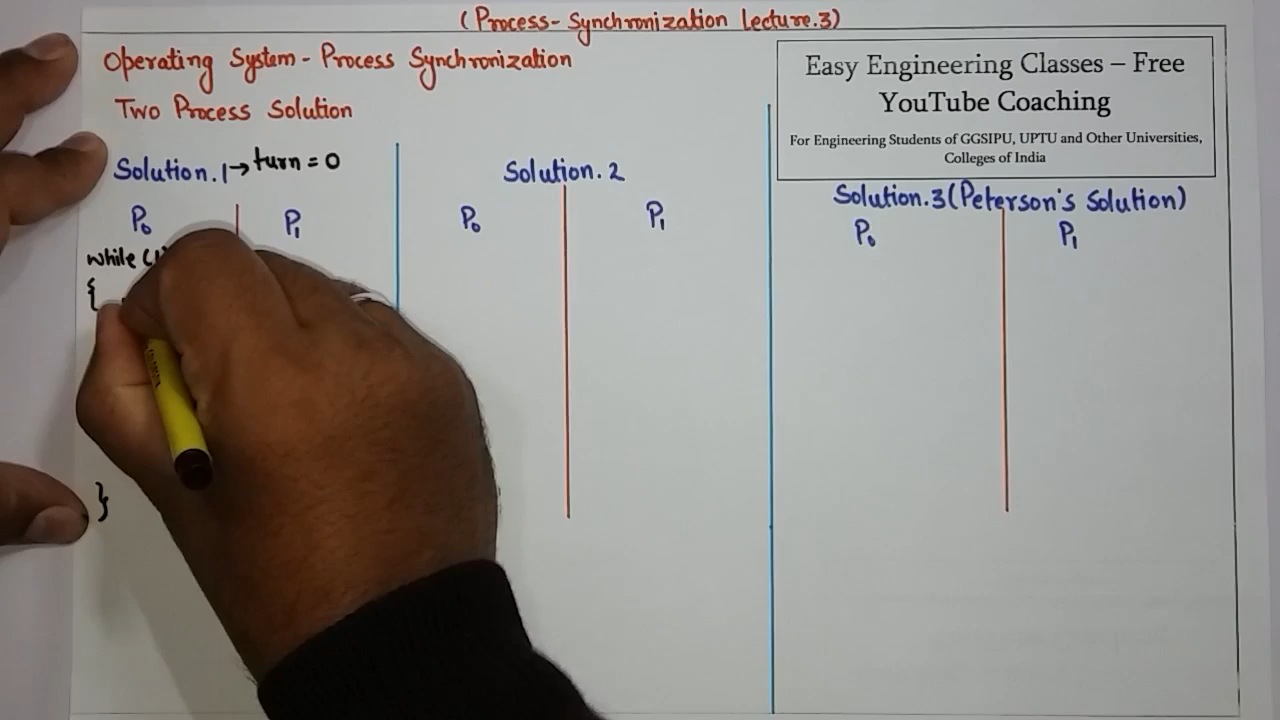 (Process-Synchronization Lecture.3)
Operating System - Process Synchronization
Two Process Solution
Easy Engineering Classes – Free
YouTube Coaching
For Engineering Students of GGSIPU, UPTU and Other Universities,
Colleges of India
Solution.1→turn = 0
P₀ P₁
while (1
{
}
Solution.2
P₀ P₁
Solution.3(Peterson's Solution)
P₀ P₁